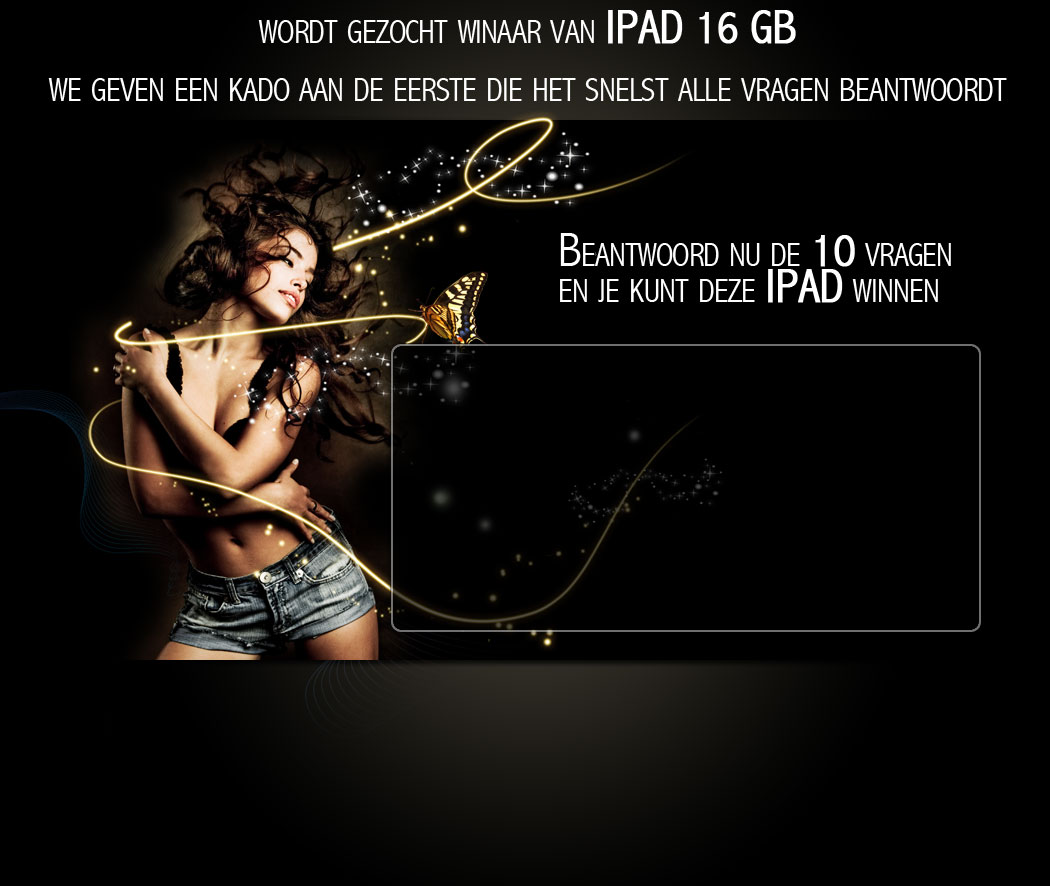 WORDT GEZOCHT WINAAR VAN IPAD 16 GB
WE GEVEN EEN KADO AAN DE EERSTE DIE HET SNELST ALLE VRAGEN BEANTWOORDT
BEANTWOORD NU DE 10 VRAGEN
EN JE KUNT DEZE IPAD WINNEN